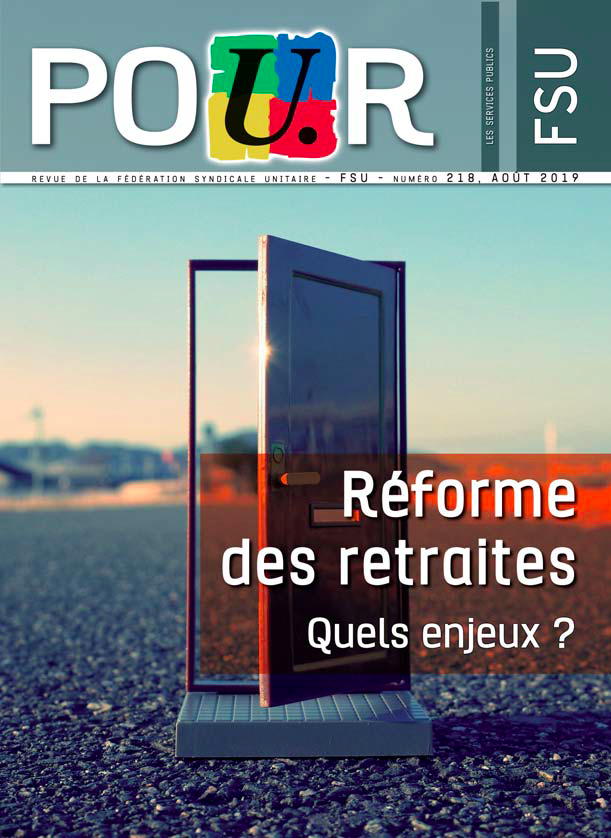 POU.R
LES SERVICES PUBLICS
FSU
REVUE DE LA FÉDÉRATION SYNDICALE UNITAIRE - FSU - NUMÉRO 218, AOÛT 2019
Réforme
des retraites
Quels enjeux ?